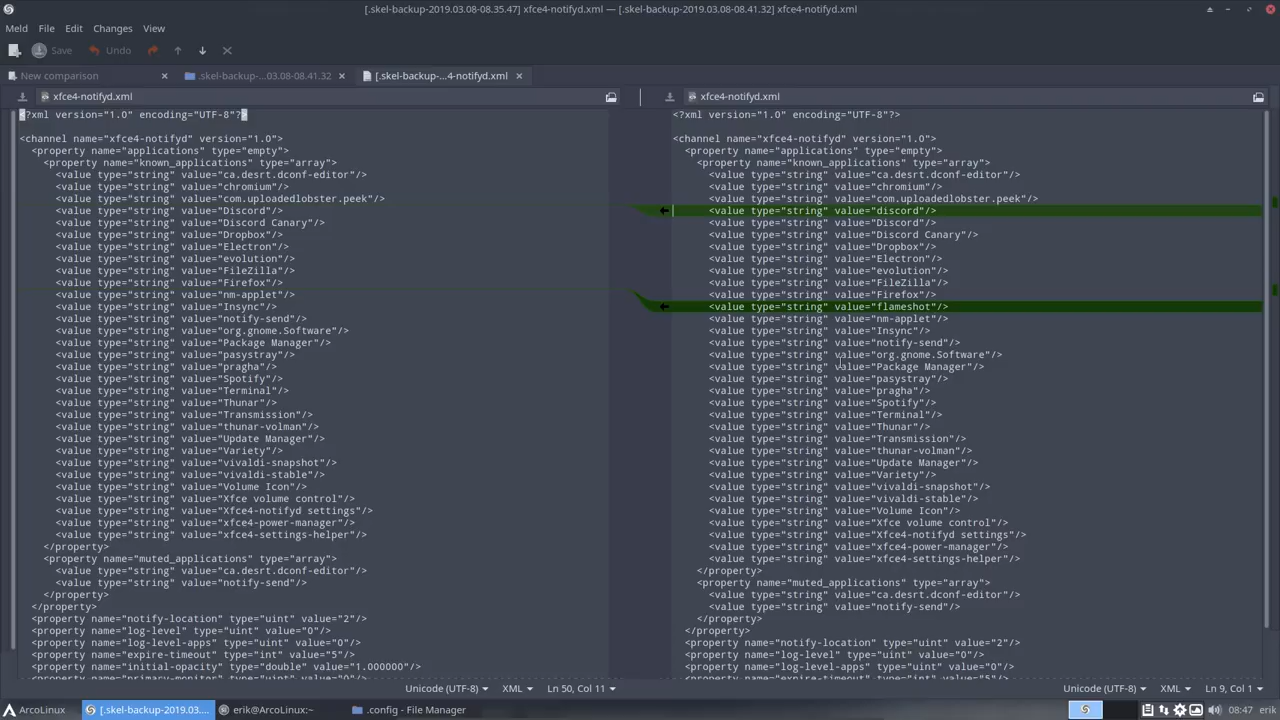 [.skel-backup-2019.03.08-08.35.47] xfce4-notifyd.xml — [.skel-backup-2019.03.08-08.41.32] xfce4-notifyd.xml
Meld File Edit Changes View
Save Undo
New comparison .skel-backup-...03.08-08.41.32 [.skel-backup-...4-notifyd.xml
xfce4-notifyd.xml
<?xml version="1.0" encoding="UTF-8"?>
<channel name="xfce4-notifyd" version="1.0">
<property name="applications" type="empty">
<property name="known_applications" type="array">
<value type="string" value="ca.desrt.dconf-editor"/>
<value type="string" value="chromium"/>
<value type="string" value="com.uploadedlobster.peek"/>
<value type="string" value="Discord"/>
<value type="string" value="Discord Canary"/>
<value type="string" value="Dropbox"/>
<value type="string" value="Electron"/>
<value type="string" value="evolution"/>
<value type="string" value="FileZilla"/>
<value type="string" value="Firefox"/>
<value type="string" value="nm-applet"/>
<value type="string" value="Insync"/>
<value type="string" value="notify-send"/>
<value type="string" value="org.gnome.Software"/>
<value type="string" value="Package Manager"/>
<value type="string" value="pasystray"/>
<value type="string" value="pragha"/>
<value type="string" value="Spotify"/>
<value type="string" value="Terminal"/>
<value type="string" value="Thunar"/>
<value type="string" value="Transmission"/>
<value type="string" value="thunar-volman"/>
<value type="string" value="Update Manager"/>
<value type="string" value="Variety"/>
<value type="string" value="vivaldi-snapshot"/>
<value type="string" value="vivaldi-stable"/>
<value type="string" value="Volume Icon"/>
<value type="string" value="Xfce volume control"/>
<value type="string" value="Xfce4-notifyd settings"/>
<value type="string" value="xfce4-power-manager"/>
<value type="string" value="xfce4-settings-helper"/>
</property>
<property name="muted_applications" type="array">
<value type="string" value="ca.desrt.dconf-editor"/>
<value type="string" value="notify-send"/>
</property>
</property>
<property name="notify-location" type="uint" value="2"/>
<property name="log-level" type="uint" value="0"/>
<property name="log-level-apps" type="uint" value="0"/>
<property name="expire-timeout" type="int" value="5"/>
<property name="initial-opacity" type="double" value="1.000000"/>
<property name="primary-monitor" type="uint" value="0"/>
Unicode (UTF-8) XML Ln 50, Col 11
xfce4-notifyd.xml
<?xml version="1.0" encoding="UTF-8"?>
<channel name="xfce4-notifyd" version="1.0">
<property name="applications" type="empty">
<property name="known_applications" type="array">
<value type="string" value="ca.desrt.dconf-editor"/>
<value type="string" value="chromium"/>
<value type="string" value="com.uploadedlobster.peek"/>
<value type="string" value="discord"/>
<value type="string" value="Discord"/>
<value type="string" value="Discord Canary"/>
<value type="string" value="Dropbox"/>
<value type="string" value="Electron"/>
<value type="string" value="evolution"/>
<value type="string" value="FileZilla"/>
<value type="string" value="Firefox"/>
<value type="string" value="flameshot"/>
<value type="string" value="nm-applet"/>
<value type="string" value="Insync"/>
<value type="string" value="notify-send"/>
<value type="string" value="org.gnome.Software"/>
<value type="string" value="Package Manager"/>
<value type="string" value="pasystray"/>
<value type="string" value="pragha"/>
<value type="string" value="Spotify"/>
<value type="string" value="Terminal"/>
<value type="string" value="Thunar"/>
<value type="string" value="Transmission"/>
<value type="string" value="thunar-volman"/>
<value type="string" value="Update Manager"/>
<value type="string" value="Variety"/>
<value type="string" value="vivaldi-snapshot"/>
<value type="string" value="vivaldi-stable"/>
<value type="string" value="Volume Icon"/>
<value type="string" value="Xfce volume control"/>
<value type="string" value="Xfce4-notifyd settings"/>
<value type="string" value="xfce4-power-manager"/>
<value type="string" value="xfce4-settings-helper"/>
</property>
<property name="muted_applications" type="array">
<value type="string" value="ca.desrt.dconf-editor"/>
<value type="string" value="notify-send"/>
</property>
</property>
<property name="notify-location" type="uint" value="2"/>
<property name="log-level" type="uint" value="0"/>
<property name="log-level-apps" type="uint" value="0"/>
<property name="expire-timeout" type="int" value="5"/>
Unicode (UTF-8) XML Ln 9, Col 1
ArcoLinux [.skel-backup-2019.03.... erik@ArcoLinux:~ .config - File Manager 08:47 erik